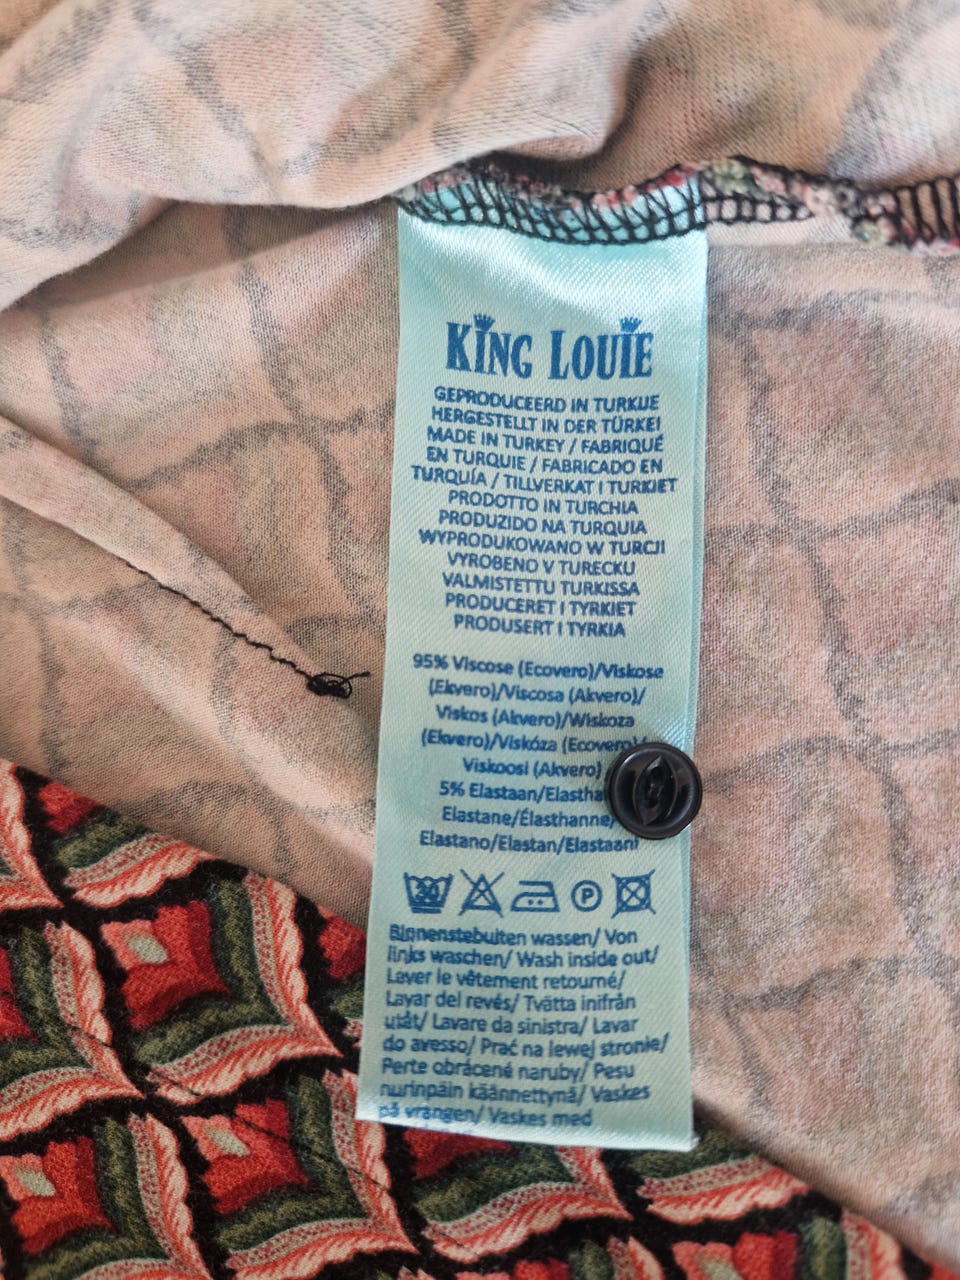 KING LOUIE
GEPRODUCEERD IN TURKIJE
HERGESTELLT IN DER TÜRKEI
MADE IN TURKEY / FABRIQUÉ
EN TURQUIE / FABRICADO EN
TURQUÍA / TILLVERKAT I TURKIET
PRODOTTO IN TURCHIA
PRODUZIDO NA TURQUIA
WYPRODUKOWANO W TURCJI
VYROBENO V TURECKU
VALMISTETTU TURKISSA
PRODUCERET I TYRKIET
PRODUSERT I TYRKIA
95% Viscose (Ecovero)/Viskose
(Ekvero)/Viscosa (Akvero)/
Viskos (Akvero)/Wiskoza
(Ekvero)/Viskóza (Ecovero)/
Viskoosi (Akvero)
5% Elastaan/Elastha
Elastane/Élasthanne/
Elastano/Elastan/Elastaani
30
P
Binnenstebuiten wassen/ Von
links waschen/ Wash inside out/
Laver le vêtement retourné/
Layar del revés/ Tvätta inifrån
utåt/ Lavare da sinistra/ Lavar
do avesso/ Prać na lewej stronie/
Perte obrácené naruby/ Pesu
nurinpäin käännettynä/ Vaskes
på vrangen/ Vaskes med